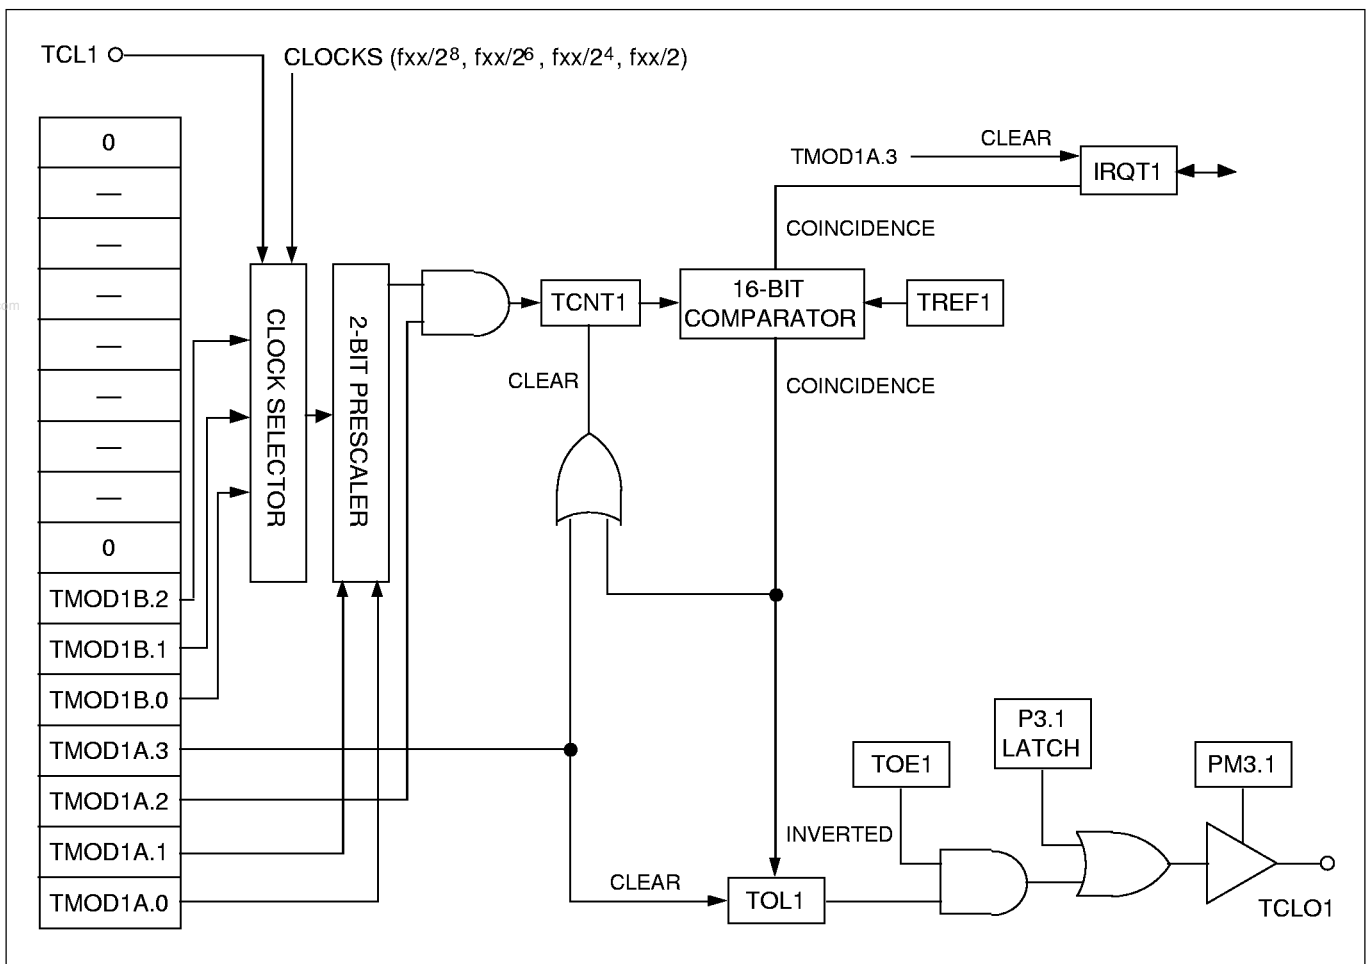 TCL1
CLOCKS (fxx/2⁸, fxx/2⁶, fxx/2⁴, fxx/2)
0
—
—
—
—
—
—
—
0
TMOD1B.2
TMOD1B.1
TMOD1B.0
TMOD1A.3
TMOD1A.2
TMOD1A.1
TMOD1A.0
CLOCK SELECTOR
2-BIT PRESCALER
TCNT1
CLEAR
16-BIT
COMPARATOR
TREF1
TMOD1A.3
CLEAR
IRQT1
COINCIDENCE
COINCIDENCE
CLEAR
INVERTED
TOL1
TOE1
P3.1
LATCH
PM3.1
TCLO1
com